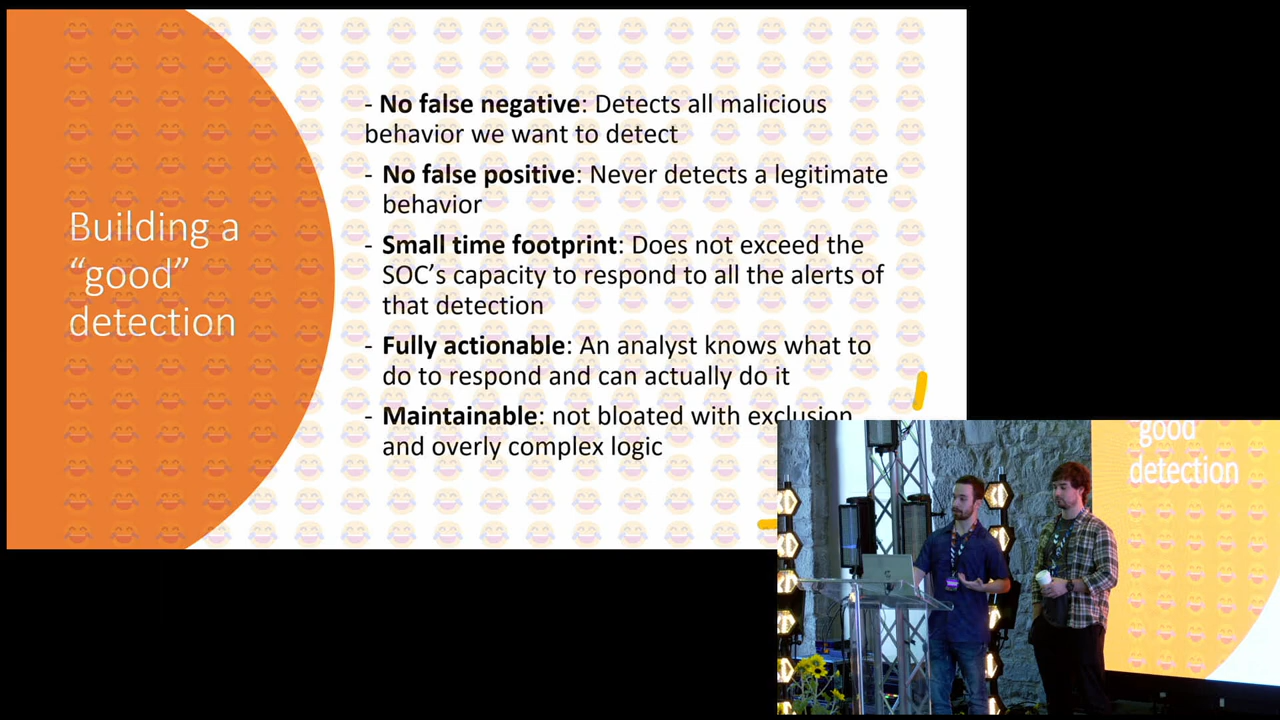 Building a
“good”
detection
- No false negative: Detects all malicious
behavior we want to detect
- No false positive: Never detects a legitimate
behavior
- Small time footprint: Does not exceed the
SOC’s capacity to respond to all the alerts of
that detection
- Fully actionable: An analyst knows what to
do to respond and can actually do it
- Maintainable: not bloated with exclusion
and overly complex logic
good
detection